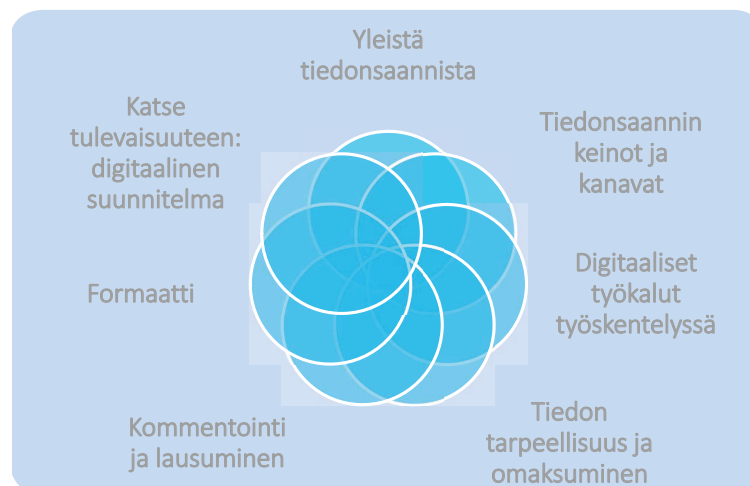 Yleistä
tiedonsaannista
Tiedonsaannin
keinot ja
kanavat
Digitaaliset
työkalut
työskentelyssä
Tiedon
tarpeellisuus ja
omaksuminen
Kommentointi
ja lausuminen
Formaatti
Katse
tulevaisuuteen:
digitaalinen
suunnitelma